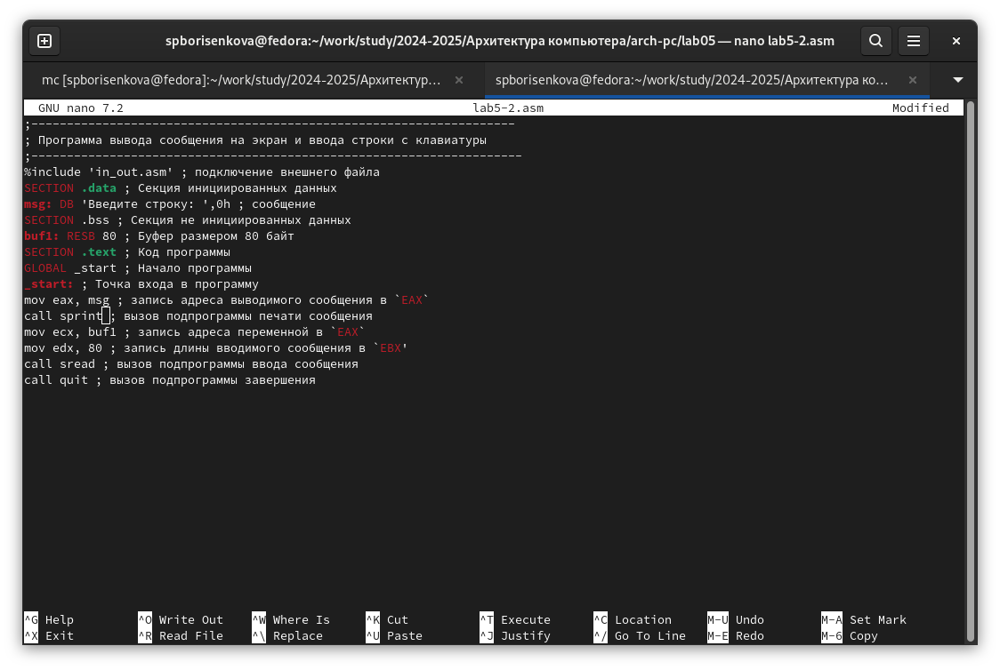 spborisenkova@fedora:~/work/study/2024-2025/Архитектура компьютера/arch-pc/lab05 — nano lab5-2.asm
mc [spborisenkova@fedora]:~/work/study/2024-2025/Архитектур...
spborisenkova@fedora:~/work/study/2024-2025/Архитектура ко...
GNU nano 7.2 lab5-2.asm Modified
;--------------------------------------------------------------------
; Программа вывода сообщения на экран и ввода строки с клавиатуры
;---------------------------------------------------------------------
%include 'in_out.asm' ; подключение внешнего файла
SECTION .data ; Секция инициированных данных
msg: DB 'Введите строку: ',0h ; сообщение
SECTION .bss ; Секция не инициированных данных
buf1: RESB 80 ; Буфер размером 80 байт
SECTION .text ; Код программы
GLOBAL _start ; Начало программы
_start: ; Точка входа в программу
mov eax, msg ; запись адреса выводимого сообщения в `EAX`
call sprint ; вызов подпрограммы печати сообщения
mov ecx, buf1 ; запись адреса переменной в `EAX`
mov edx, 80 ; запись длины вводимого сообщения в `EBX'
call sread ; вызов подпрограммы ввода сообщения
call quit ; вызов подпрограммы завершения
^G Help ^O Write Out ^W Where Is ^K Cut ^T Execute ^C Location M-U Undo M-A Set Mark
^X Exit ^R Read File ^\ Replace ^U Paste ^J Justify ^/ Go To Line M-E Redo M-6 Copy